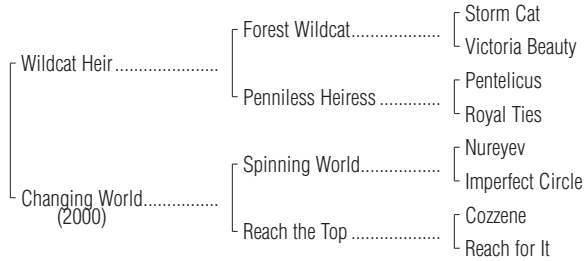 Storm Cat
Forest Wildcat....................
Victoria Beauty
Wildcat Heir.......................
Pentelicus
Penniless Heiress..............
Royal Ties
Nureyev
Spinning World..................
Imperfect Circle
Changing World.................
(2000)
Cozzene
Reach the Top ....................
Reach for It